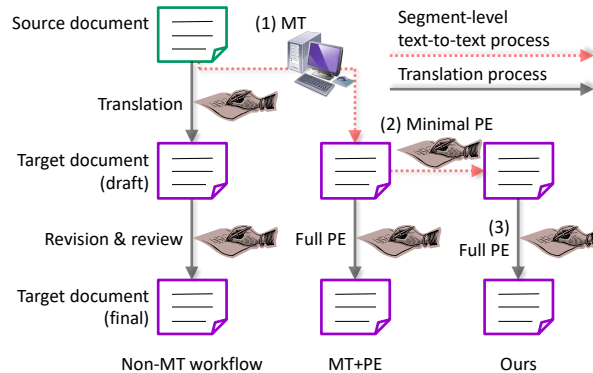 Source document
(1) MT
Segment-level
text-to-text process
Translation process
Translation
(2) Minimal PE
Target document
(draft)
Revision & review
Full PE
(3)
Full PE
Target document
(final)
Non-MT workflow
MT+PE
Ours